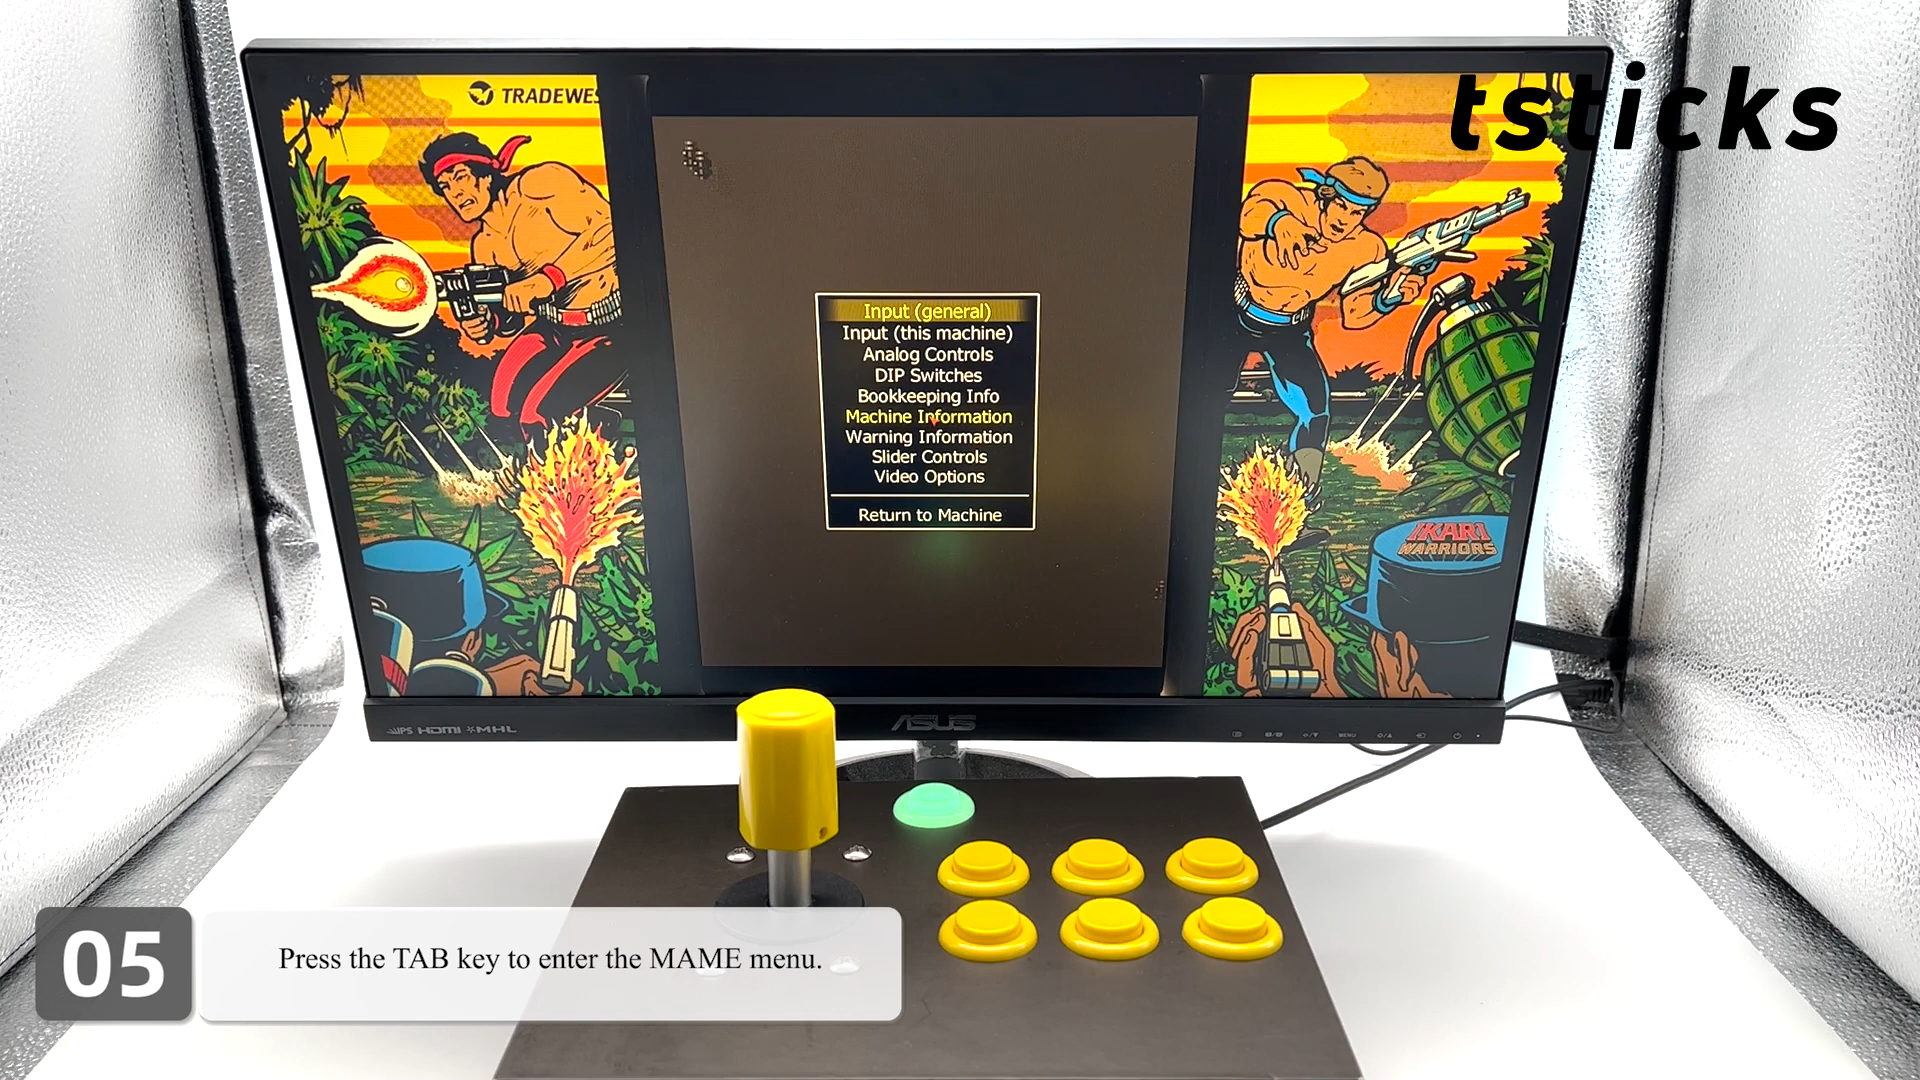 TRADEWES
tsticks
Input (general)
Input (this machine)
Analog Controls
DIP Switches
Bookkeeping Info
Machine Information
Warning Information
Slider Controls
Video Options
Return to Machine
IKARI
WARRIORS
IPS HDMI MHL
ASUS
MENU
05
Press the TAB key to enter the MAME menu.